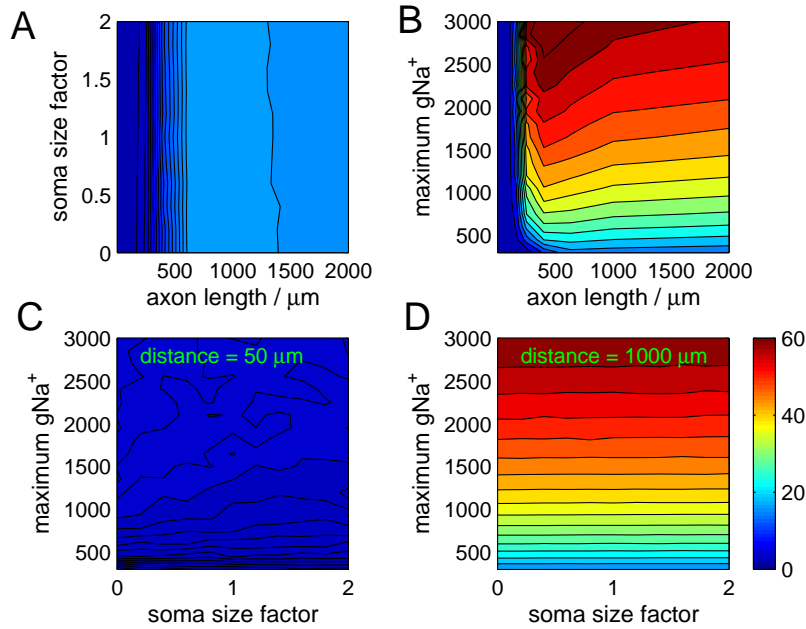 A
soma size factor
2
1.5
1
0.5
0
500 1000 1500 2000
axon length / μm
B
maximum gNa+
3000
2500
2000
1500
1000
500
500 1000 1500 2000
axon length / μm
C
distance = 50 μm
maximum gNa+
3000
2500
2000
1500
1000
500
0 1 2
soma size factor
D
distance = 1000 μm
maximum gNa+
3000
2500
2000
1500
1000
500
0 1 2
soma size factor
60
40
20
0